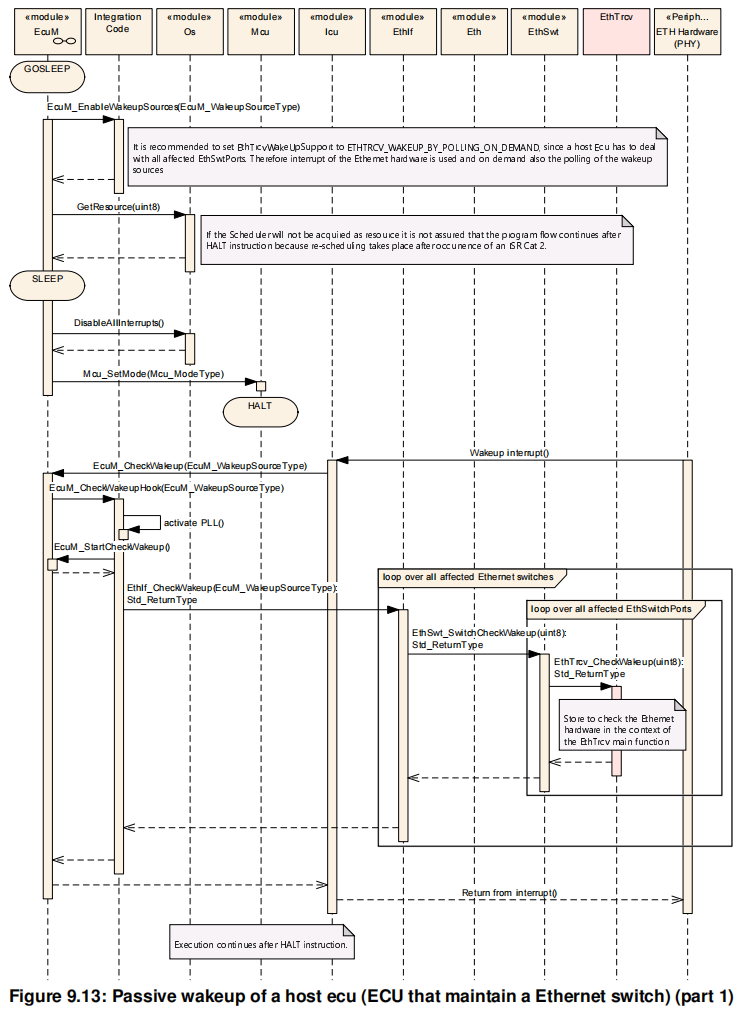 «module»
EcuM
Integration
Code
«module»
Os
«module»
Mcu
«module»
Icu
«module»
EthIf
«module»
Eth
«module»
EthSwt
EthTrcv
«Periph...
ETH Hardware
(PHY)
GOSLEEP
EcuM_EnableWakeupSources(EcuM_WakeupSourceType)
It is recommended to set EthTrcvWakeUpSupport to ETHTRCV_WAKEUP_BY_POLLING_ON_DEMAND, since a host Ecu has to deal
with all affected EthSwtPorts. Therefore interrupt of the Ethernet hardware is used and on demand also the polling of the wakeup
sources
GetResource(uint8)
If the Scheduler will not be acquired as resouce it is not assured that the program flow continues after
HALT instruction because re-scheduling takes place after occurence of an ISR Cat 2.
SLEEP
DisableAllInterrupts()
Mcu_SetMode(Mcu_ModeType)
HALT
Wakeup interrupt()
EcuM_CheckWakeup(EcuM_WakeupSourceType)
EcuM_CheckWakeupHook(EcuM_WakeupSourceType)
activate PLL()
EcuM_StartCheckWakeup()
loop over all affected Ethernet switches
EthIf_CheckWakeup(EcuM_WakeupSourceType):
Std_ReturnType
loop over all affected EthSwitchPorts
EthSwt_SwitchCheckWakeup(uint8):
Std_ReturnType
EthTrcv_CheckWakeup(uint8):
Std_ReturnType
Store to check the Ethernet
hardware in the context of
the EthTrcv main function
Return from interrupt()
Execution continues after HALT instruction.
Figure 9.13: Passive wakeup of a host ecu (ECU that maintain a Ethernet switch) (part 1)